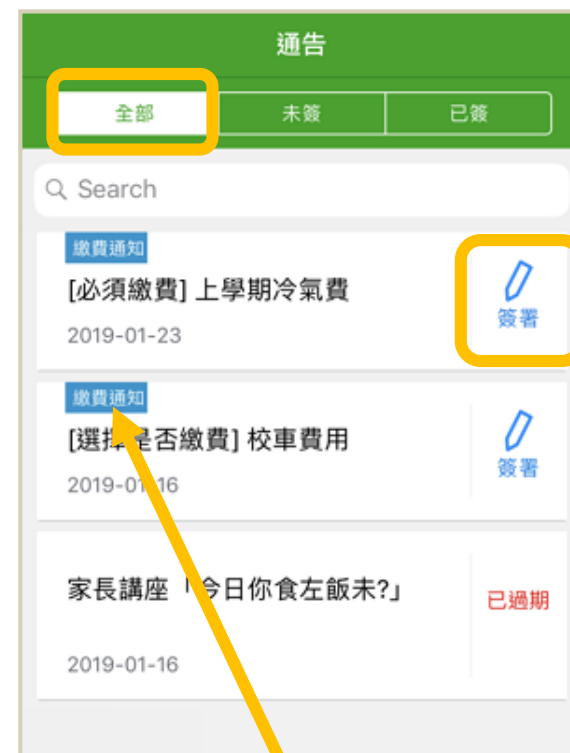 通告
全部 未簽 已簽
Search
繳費通知
[必須繳費] 上學期冷氣費
簽署
2019-01-23
繳費通知
[選擇是否繳費] 校車費用
簽署
2019-01-16
家長講座「今日你食左飯未?」
已過期
2019-01-16